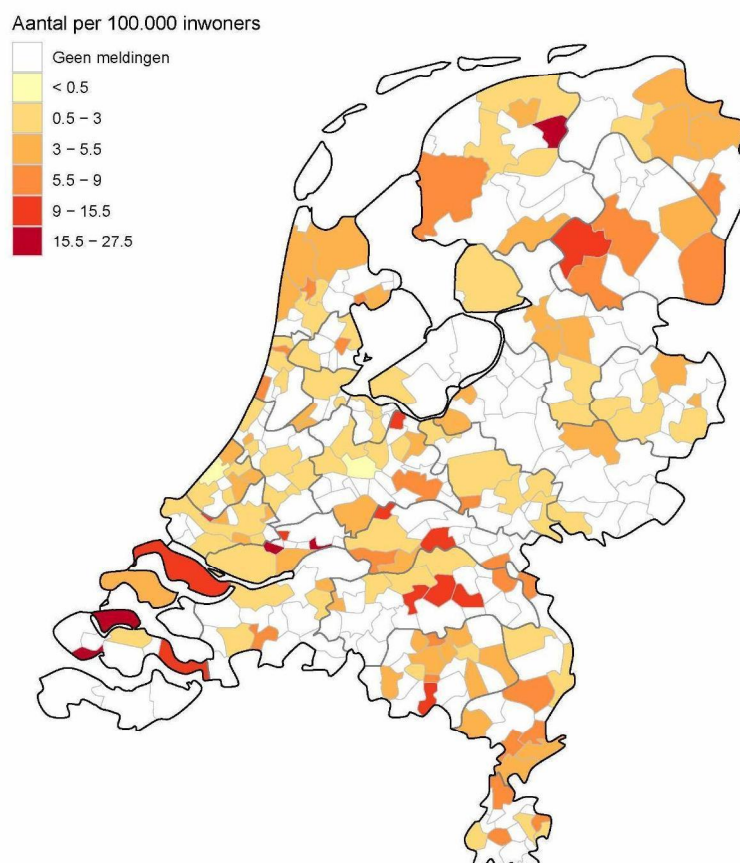 Aantal per 100.000 inwoners
Geen meldingen
< 0.5
0.5 – 3
3 – 5.5
5.5 – 9
9 – 15.5
15.5 – 27.5